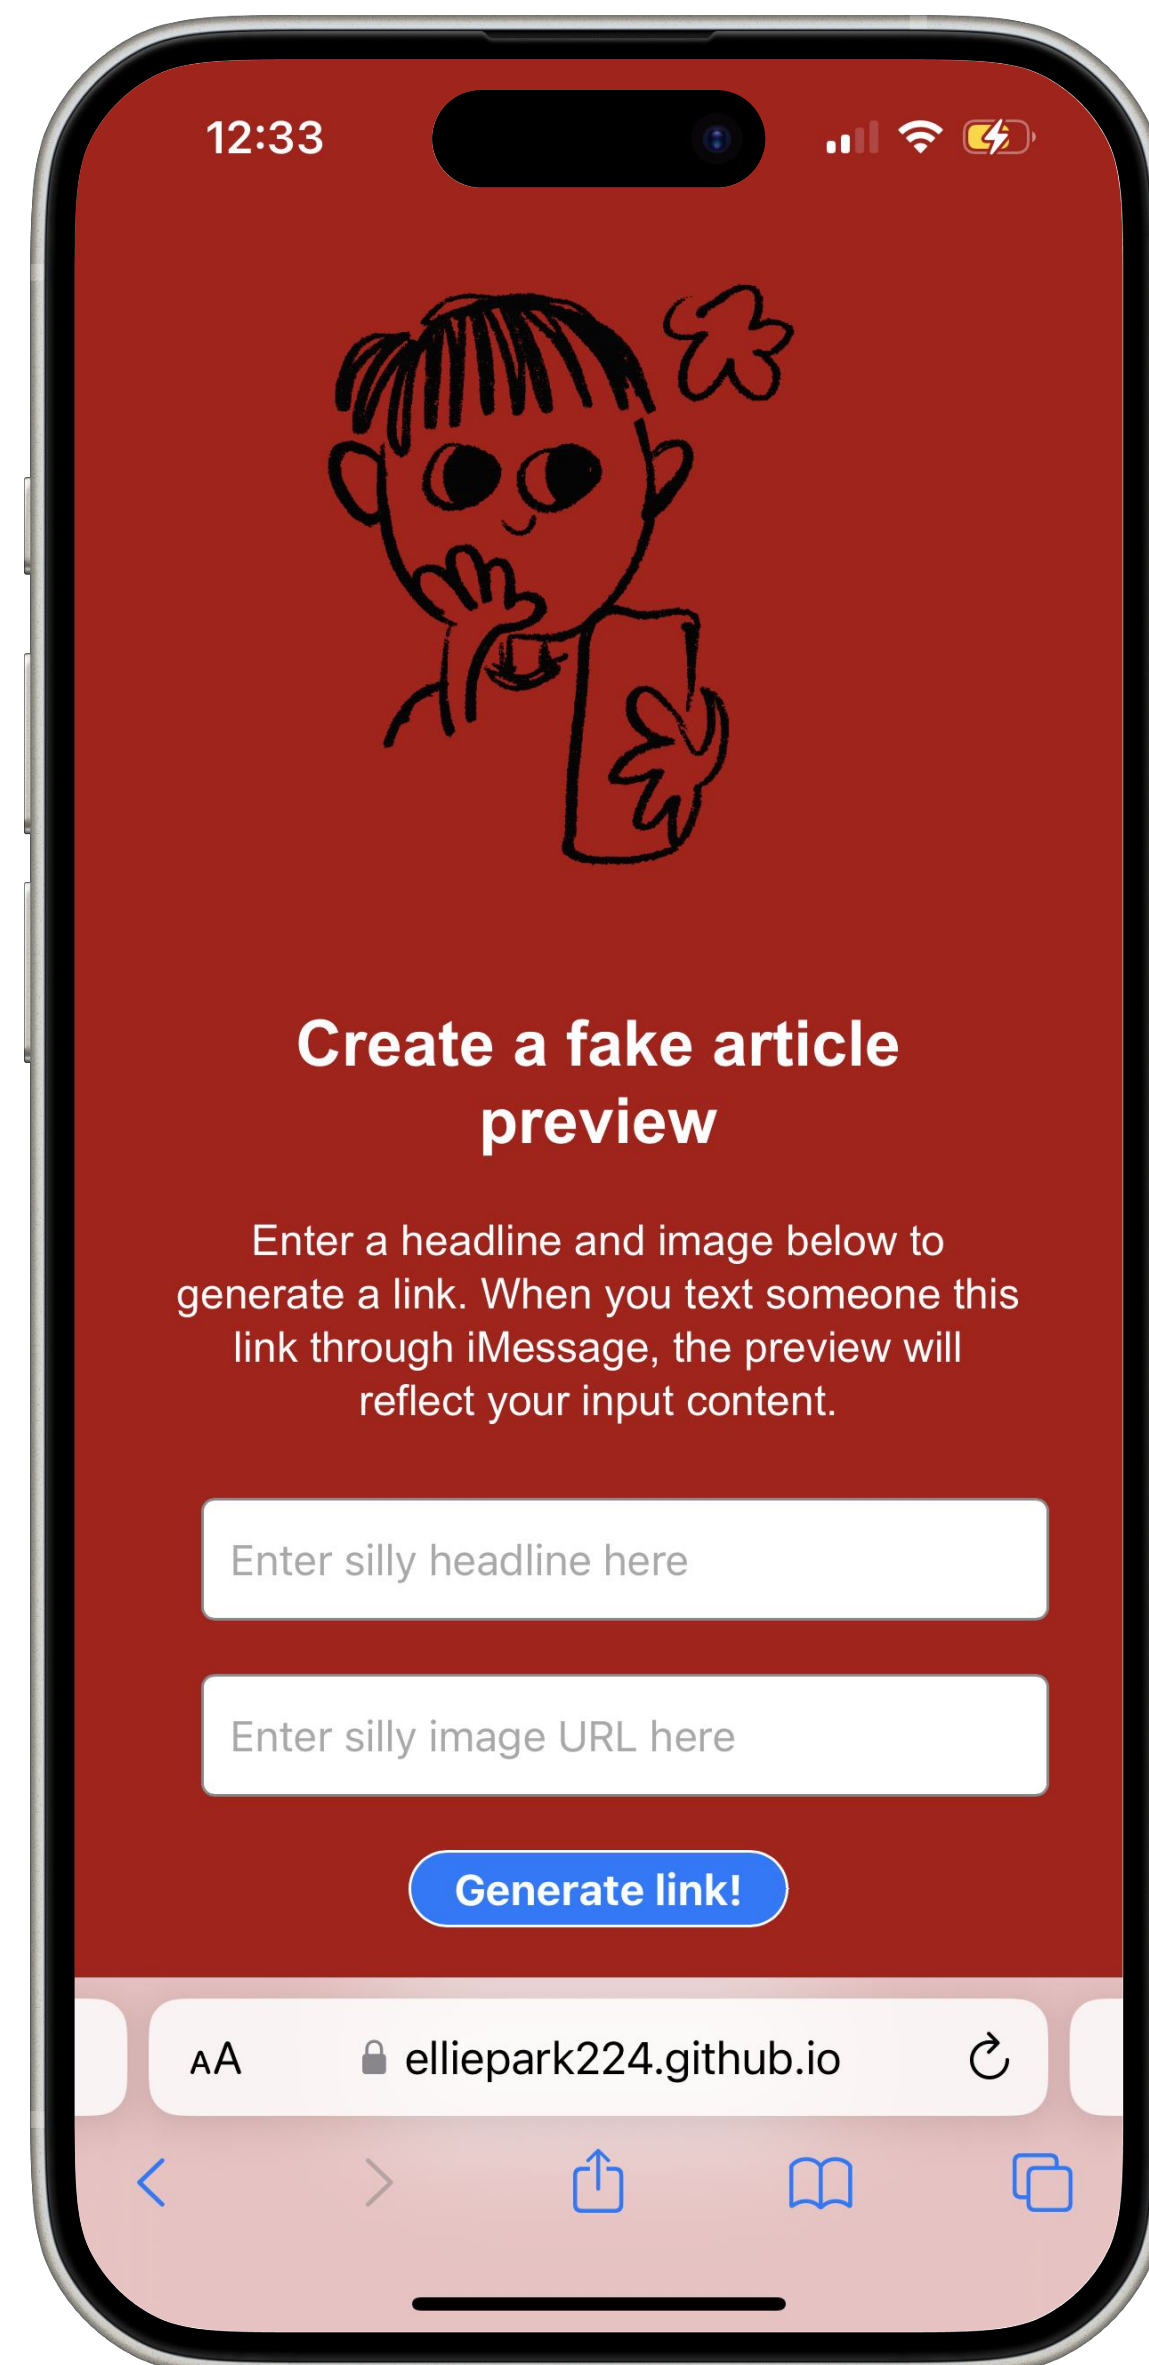 12:33
Create a fake article
preview
Enter a headline and image below to
generate a link. When you text someone this
link through iMessage, the preview will
reflect your input content.
Enter silly headline here
Enter silly image URL here
Generate link!
AA elliepark224.github.io